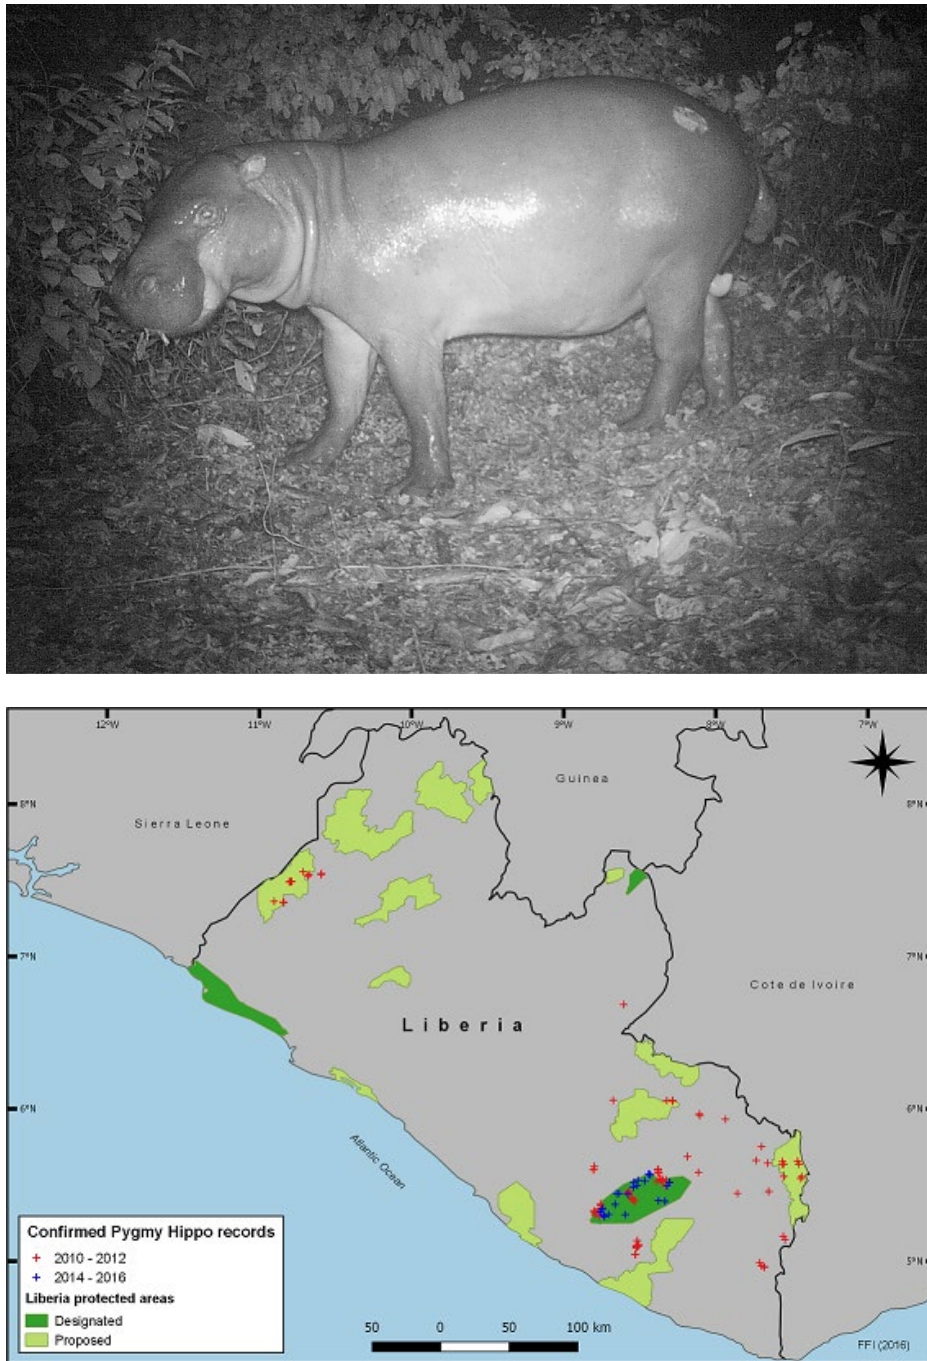 12°W 11°W 10°W 9°W 8°W 7°W
Guinea
8°N 8°N
Sierra Leone
7°N 7°N
Cote de Ivoire
Liberia
6°N 6°N
Atlantic Ocean
Confirmed Pygmy Hippo records
2010 - 2012
2014 - 2016
5°N
Liberia protected areas
Designated
Proposed
50 0 50 100 km
FFI (2016)